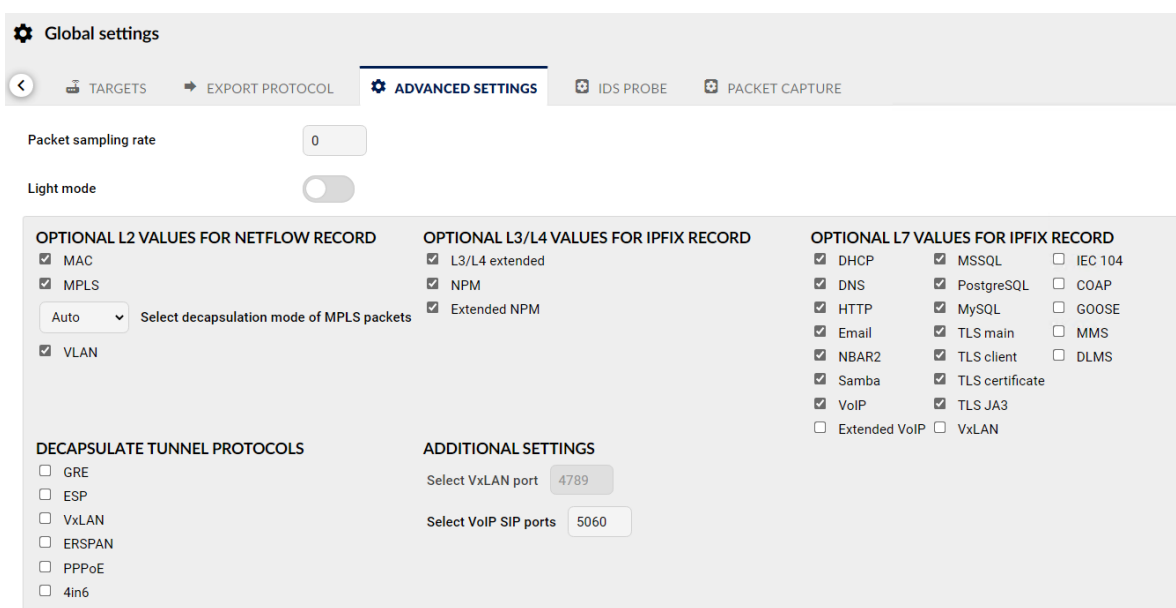 Global settings
TARGETS
EXPORT PROTOCOL
ADVANCED SETTINGS
IDS PROBE
PACKET CAPTURE
Packet sampling rate
0
Light mode
OPTIONAL L2 VALUES FOR NETFLOW RECORD
MAC
MPLS
Auto
Select decapsulation mode of MPLS packets
VLAN
OPTIONAL L3/L4 VALUES FOR IPFIX RECORD
L3/L4 extended
NPM
Extended NPM
OPTIONAL L7 VALUES FOR IPFIX RECORD
DHCP
DNS
HTTP
Email
NBAR2
Samba
VoIP
Extended VoIP
MSSQL
PostgreSQL
MySQL
TLS main
TLS client
TLS certificate
TLS JA3
VxLAN
IEC 104
COAP
GOOSE
MMS
DLMS
DECAPSULATE TUNNEL PROTOCOLS
GRE
ESP
VxLAN
ERSPAN
PPPoE
4in6
ADDITIONAL SETTINGS
Select VxLAN port
4789
Select VoIP SIP ports
5060